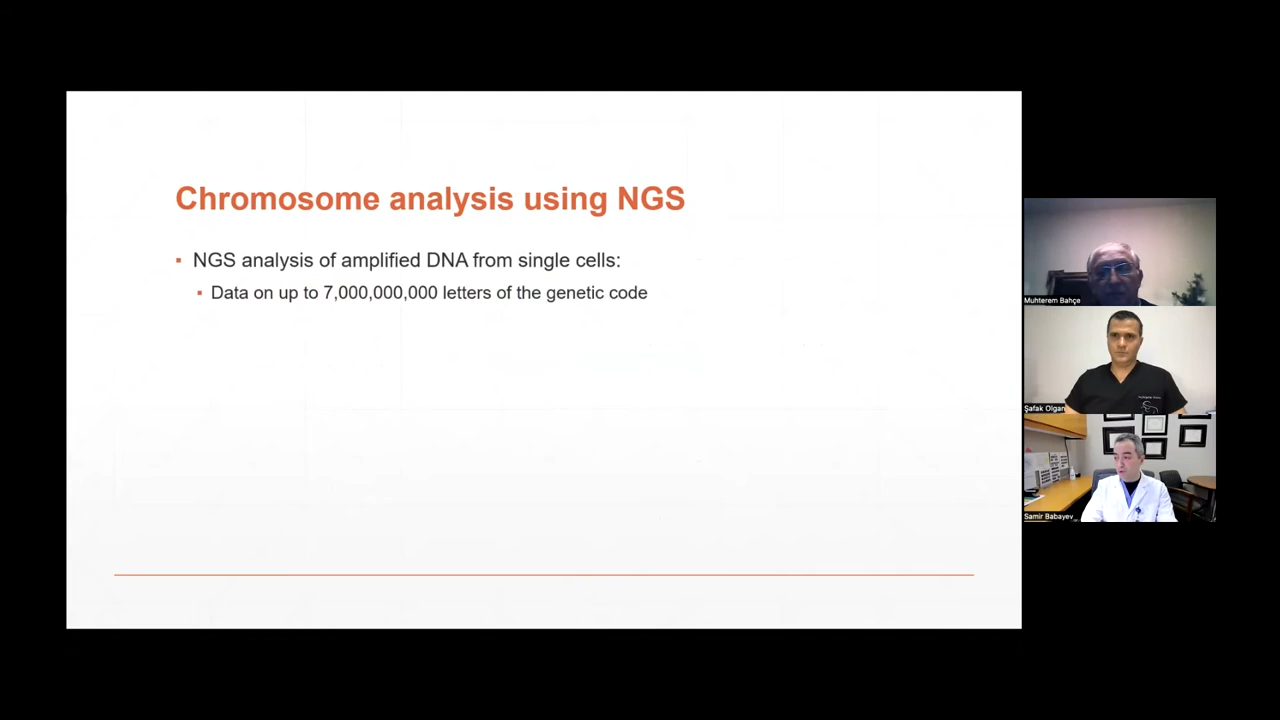 Chromosome analysis using NGS
NGS analysis of amplified DNA from single cells:
Data on up to 7,000,000,000 letters of the genetic code
Muhterem Bahçe
Şafak Olgan
Samir Babayev